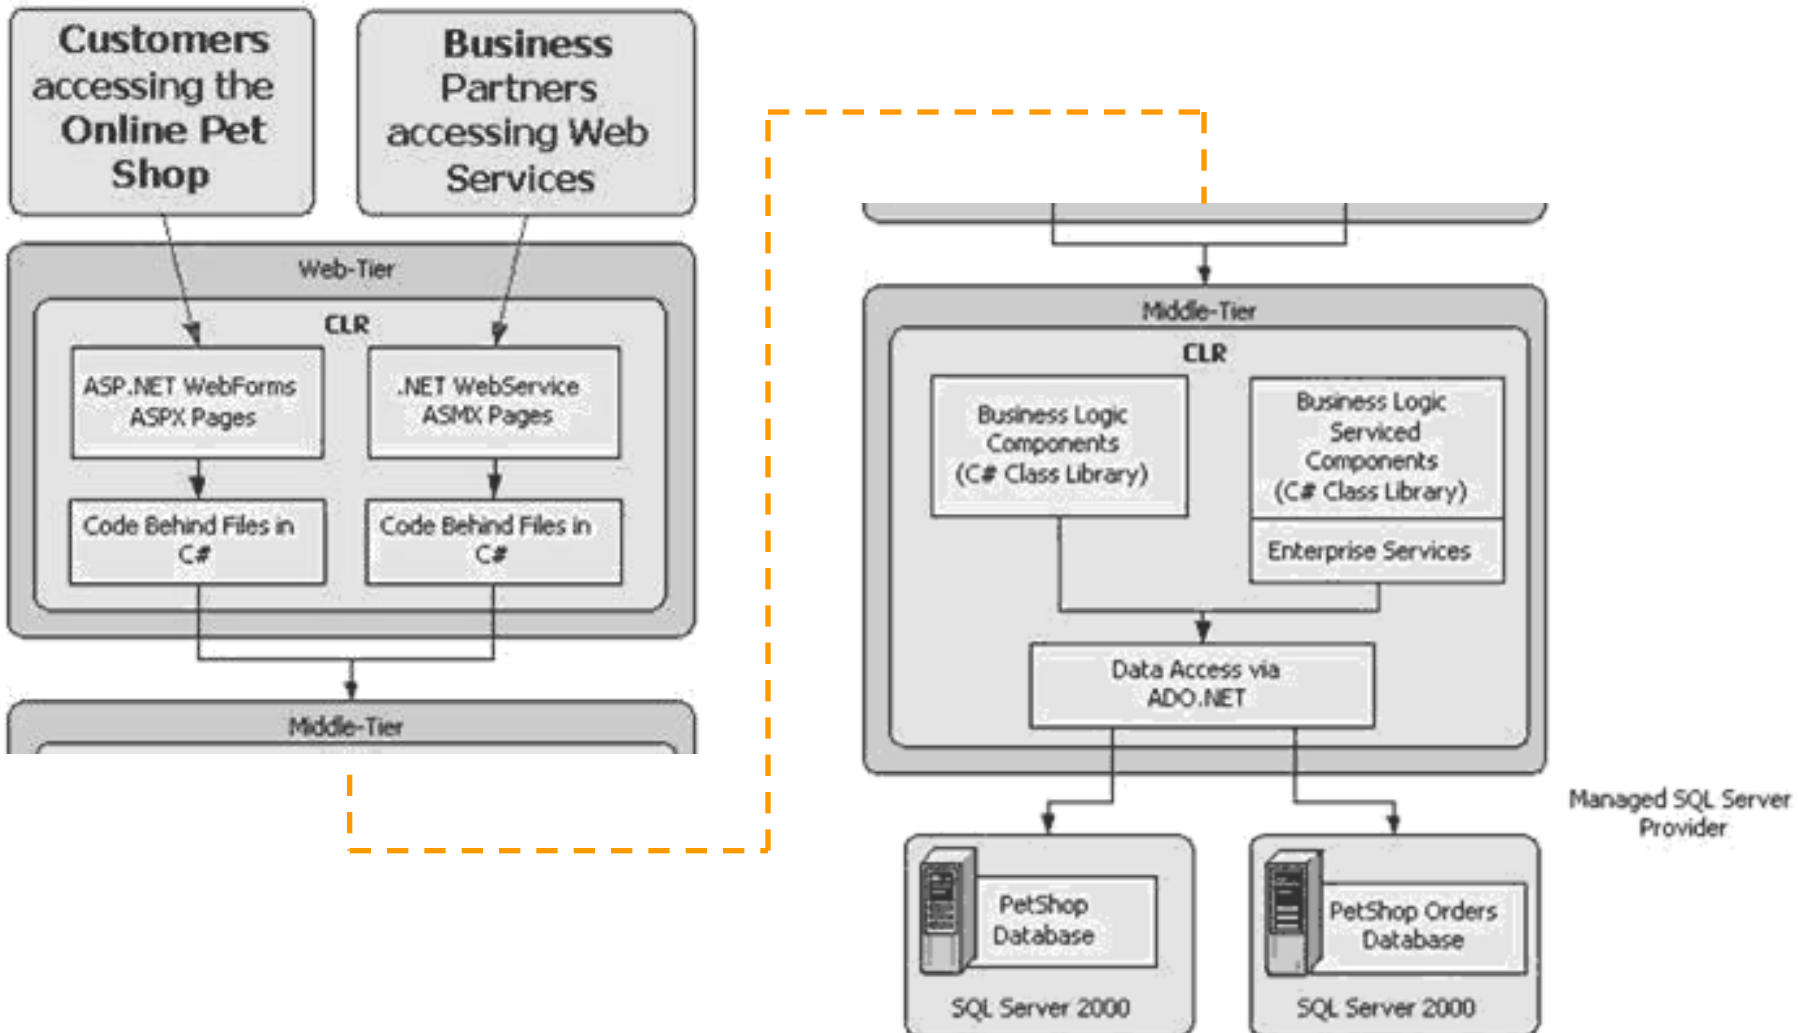 Customers
accessing the
Online Pet
Shop
Business
Partners
accessing Web
Services
Web-Tier
CLR
ASP.NET WebForms
ASPX Pages
.NET WebService
ASMX Pages
Code Behind Files in
C#
Code Behind Files in
C#
Middle-Tier
Middle-Tier
CLR
Business Logic
Components
(C# Class Library)
Business Logic
Serviced
Components
(C# Class Library)
Enterprise Services
Data Access via
ADO.NET
Managed SQL Server
Provider
PetShop
Database
SQL Server 2000
PetShop Orders
Database
SQL Server 2000